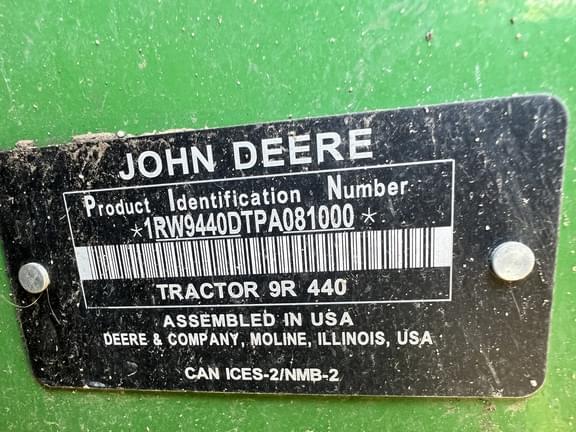 JOHN DEERE
Product Identification Number
*1RW9440DTPA081000*
TRACTOR 9R 440
ASSEMBLED IN USA
DEERE & COMPANY, MOLINE, ILLINOIS, USA
CAN ICES-2/NMB-2